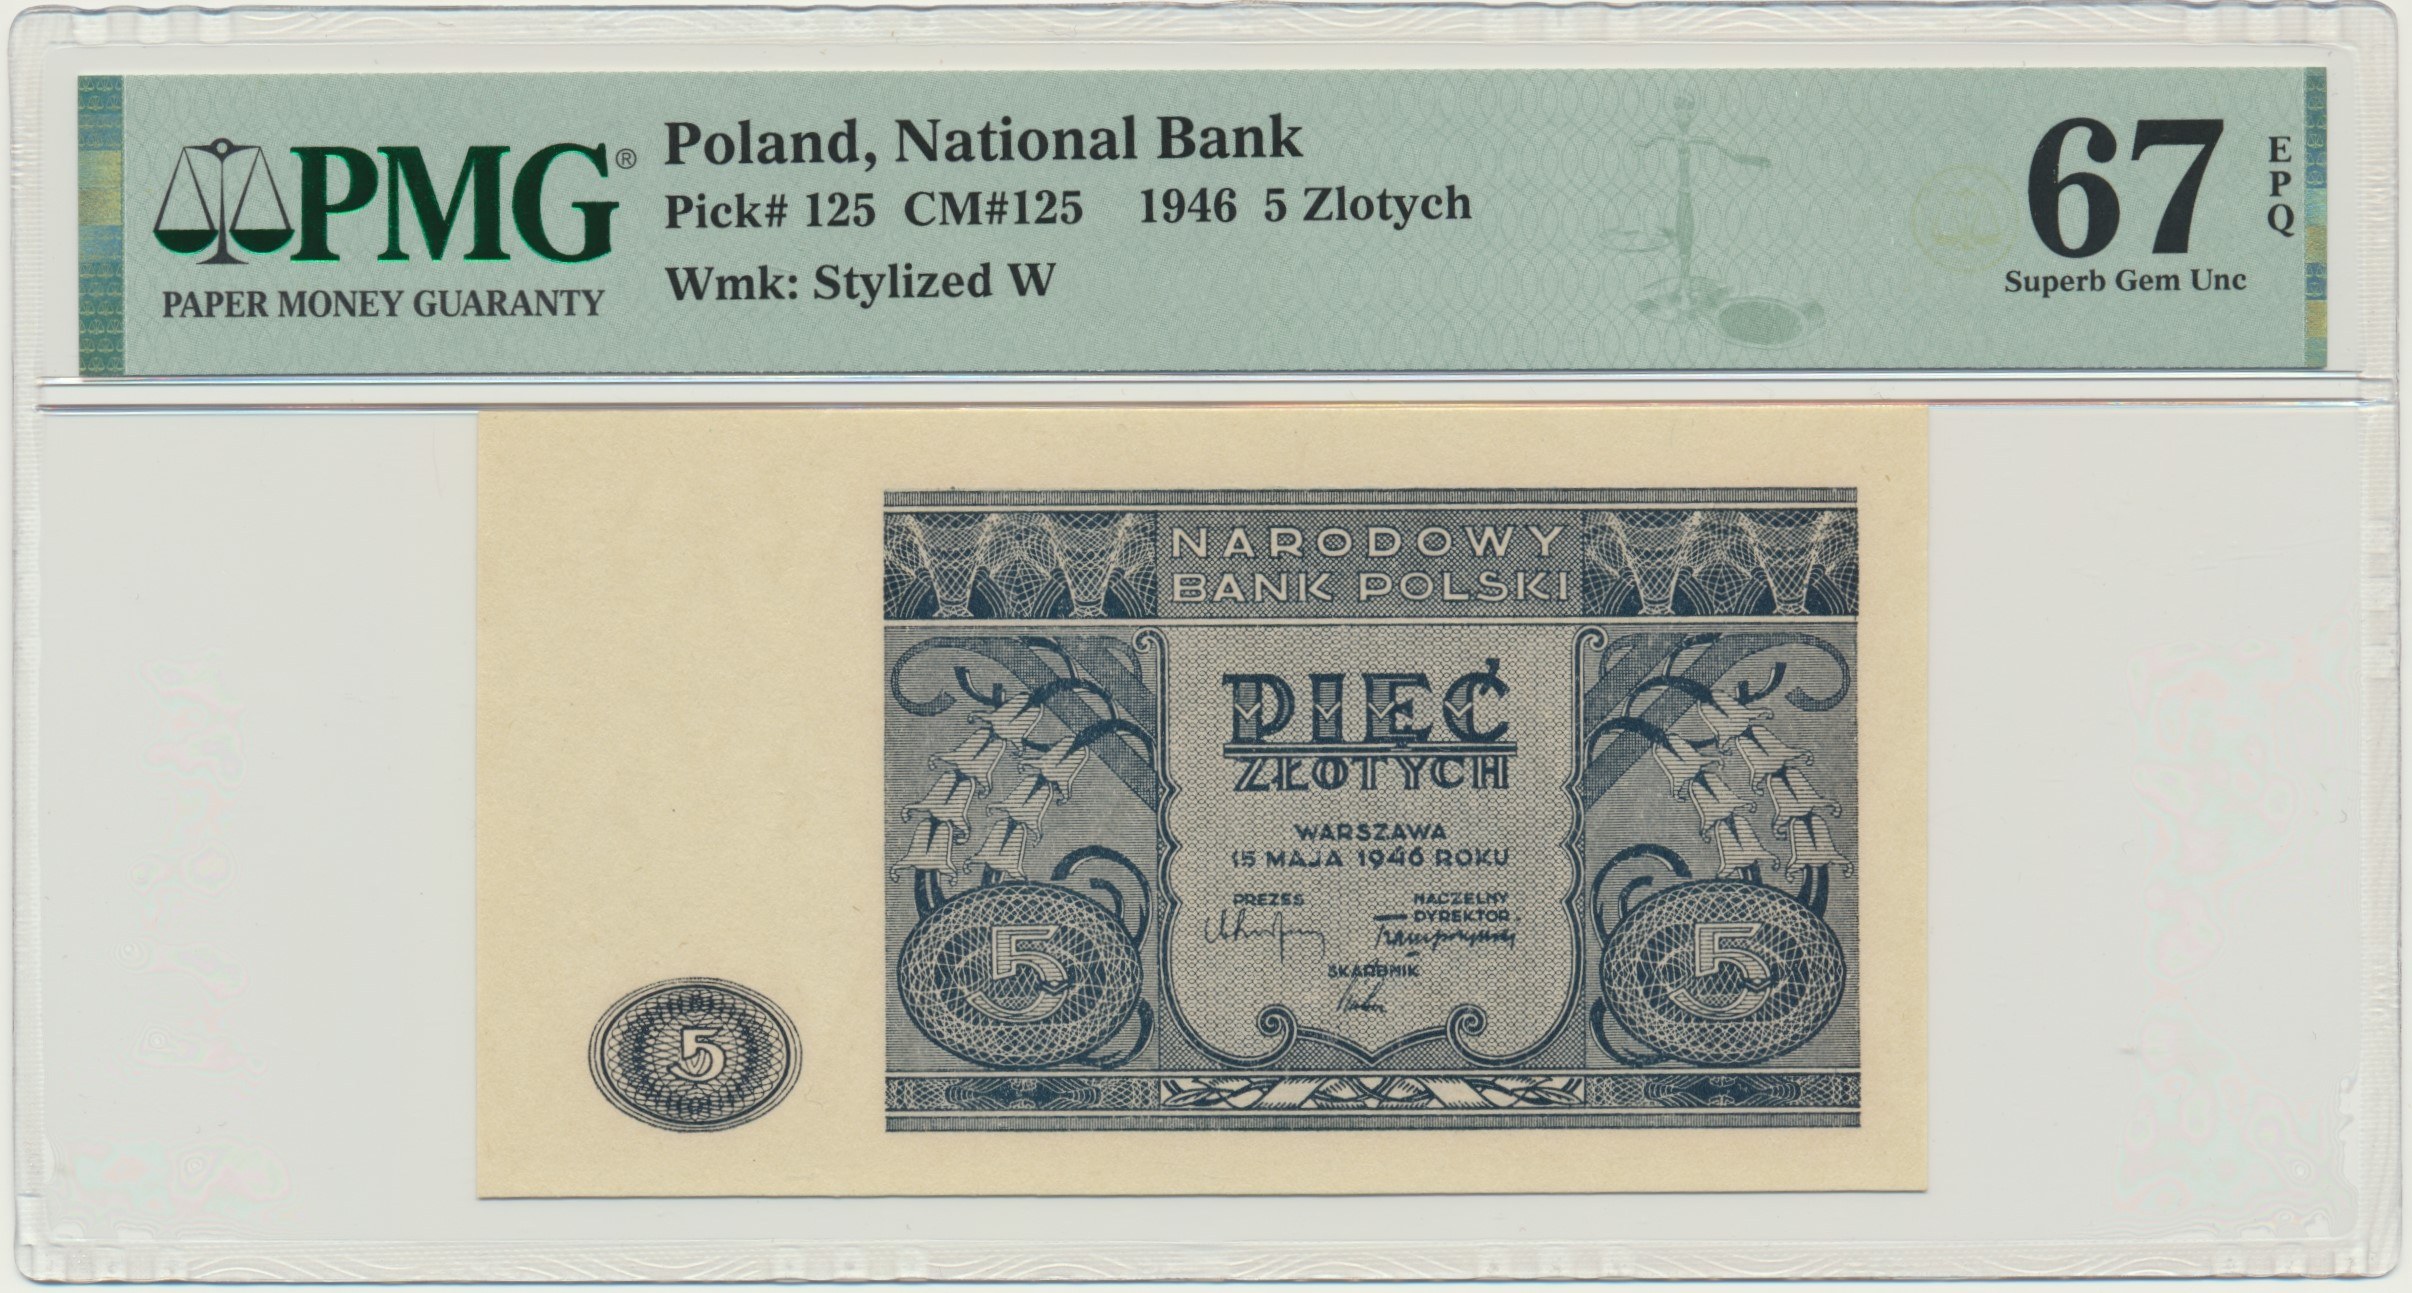 PMG®
PAPER MONEY GUARANTY
Poland, National Bank
Pick# 125 CM#125 1946 5 Zlotych
Wmk: Stylized W
67
EPQ
Superb Gem Unc
NARODOWY
BANK POLSKI
PIĘĆ
ZŁOTYCH
WARSZAWA
15 MAJA 1946 ROKU
PREZES
NACZELNY
DYREKTOR
SKARBNIK
5
5
5